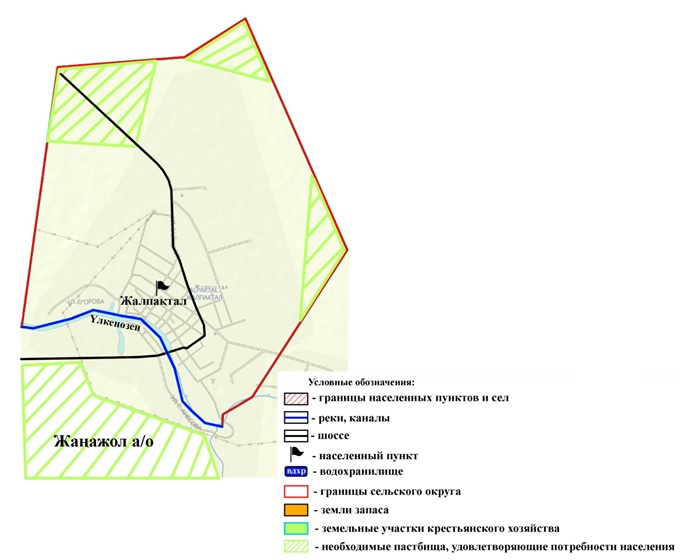 Жалпақтал
Үлкенөзен
Жаңажол а/о
Условные обозначения:
- границы населенных пунктов и сел
- реки, каналы
- шоссе
- населенный пункт
вдхр - водохранилище
- границы сельского округа
- земли запаса
- земельные участки крестьянского хозяйства
- необходимые пастбища, удовлетворяющие потребности населения